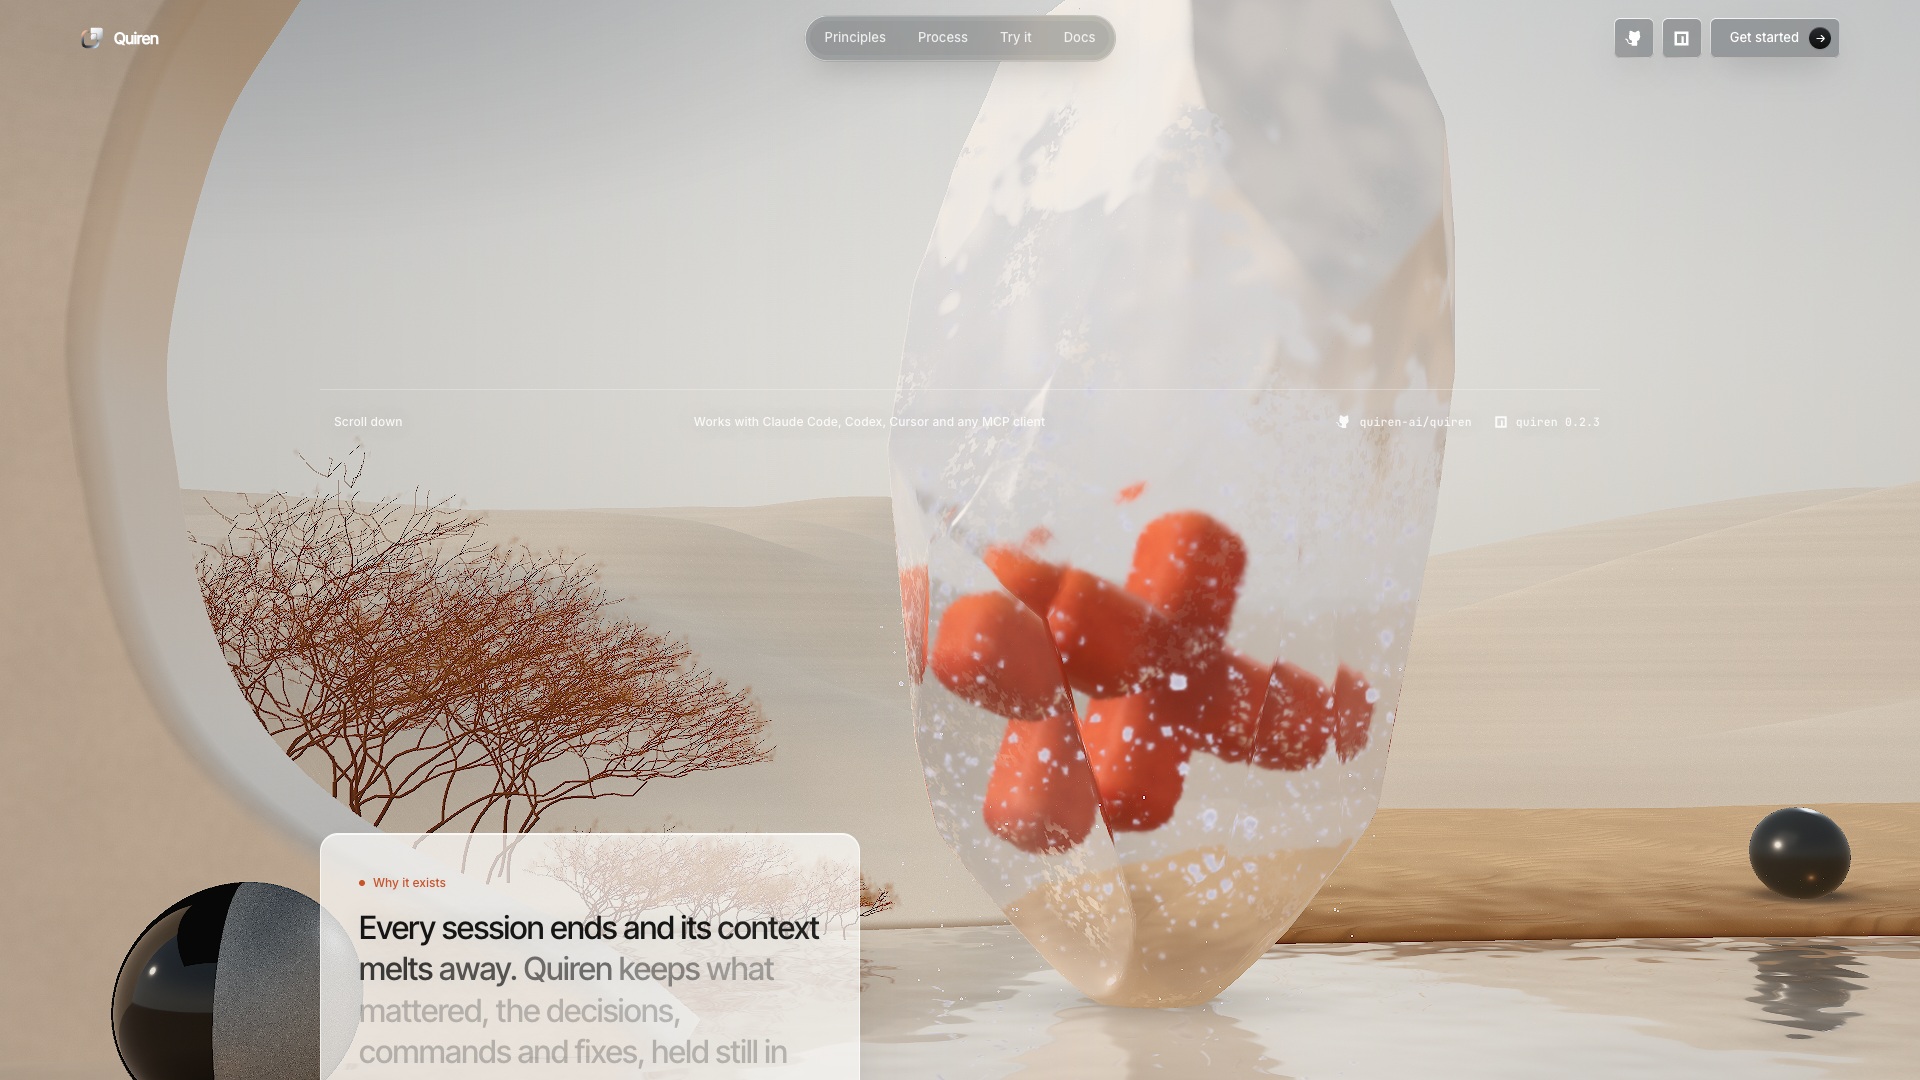 Quiren
Principles
Process
Try it
Docs
Get started
Scroll down
Works with Claude Code, Codex, Cursor and any MCP client
quiren-ai/quiren
quiren 0.2.3
Why it exists
Every session ends and its context
melts away. Quiren keeps what
mattered, the decisions,
commands and fixes, held still in